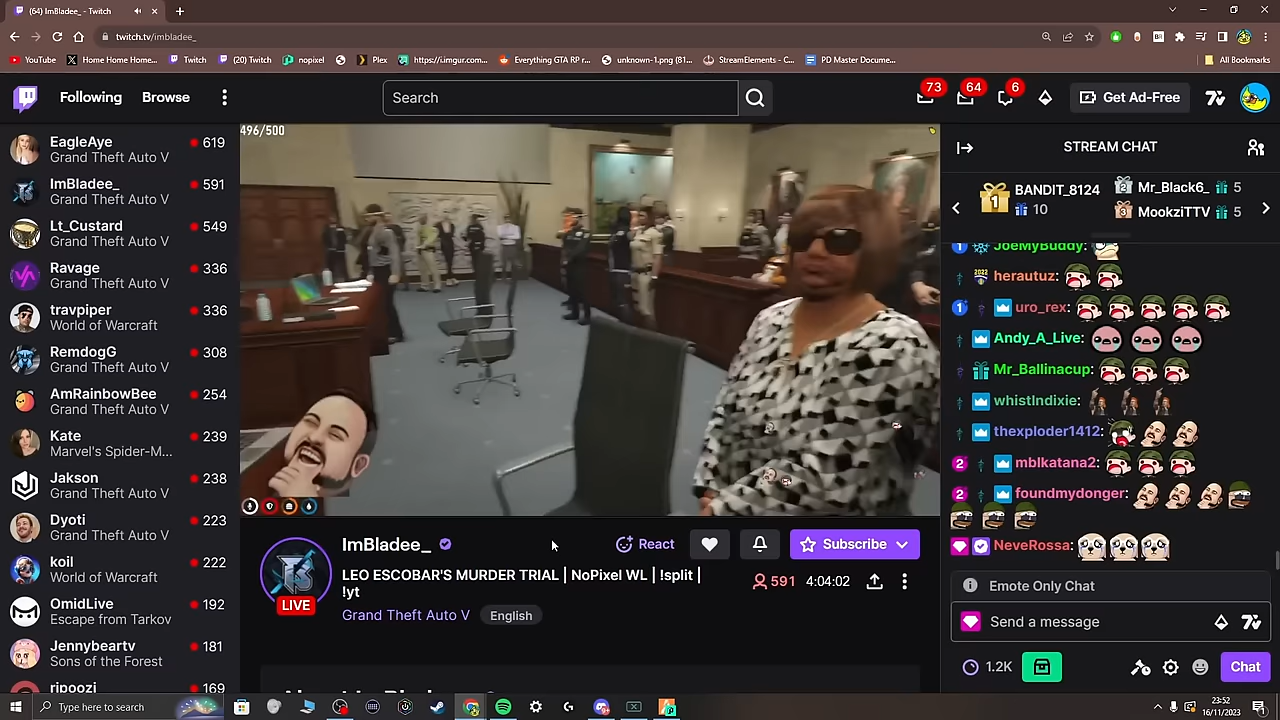 (64) ImBladee_ - Twitch
twitch.tv/imbladee_
YouTube
Home Home Home...
Twitch
(20) Twitch
nopixel
Plex
https://i.imgur.com...
Everything GTA RP r...
unknown-1.png (81...
StreamElements - C...
PD Master Docume...
All Bookmarks
Following
Browse
Search
73
64
6
Get Ad-Free
EagleAye
619
Grand Theft Auto V
ImBladee_
591
Grand Theft Auto V
Lt_Custard
549
Grand Theft Auto V
Ravage
336
Grand Theft Auto V
travpiper
336
World of Warcraft
RemdogG
308
Grand Theft Auto V
AmRainbowBee
254
Grand Theft Auto V
Kate
239
Marvel's Spider-M...
Jakson
238
Grand Theft Auto V
Dyoti
223
Grand Theft Auto V
koil
222
World of Warcraft
OmidLive
192
Escape from Tarkov
Jennybeartv
181
Sons of the Forest
ripoozi
169
496/500
ImBladee_
React
Subscribe
LEO ESCOBAR'S MURDER TRIAL | NoPixel WL | !split |
!yt
591
4:04:02
LIVE
Grand Theft Auto V
English
STREAM CHAT
1
BANDIT_8124
10
2
Mr_Black6_
5
3
MookziTTV
5
JoeMyBuddy:
herautuz:
uro_rex:
Andy_A_Live:
Mr_Ballinacup:
whistIndixie:
thexploder1412:
mblkatana2:
foundmydonger:
NeveRossa:
Emote Only Chat
Send a message
1.2K
Chat
Type here to search
23:52
16/11/2023